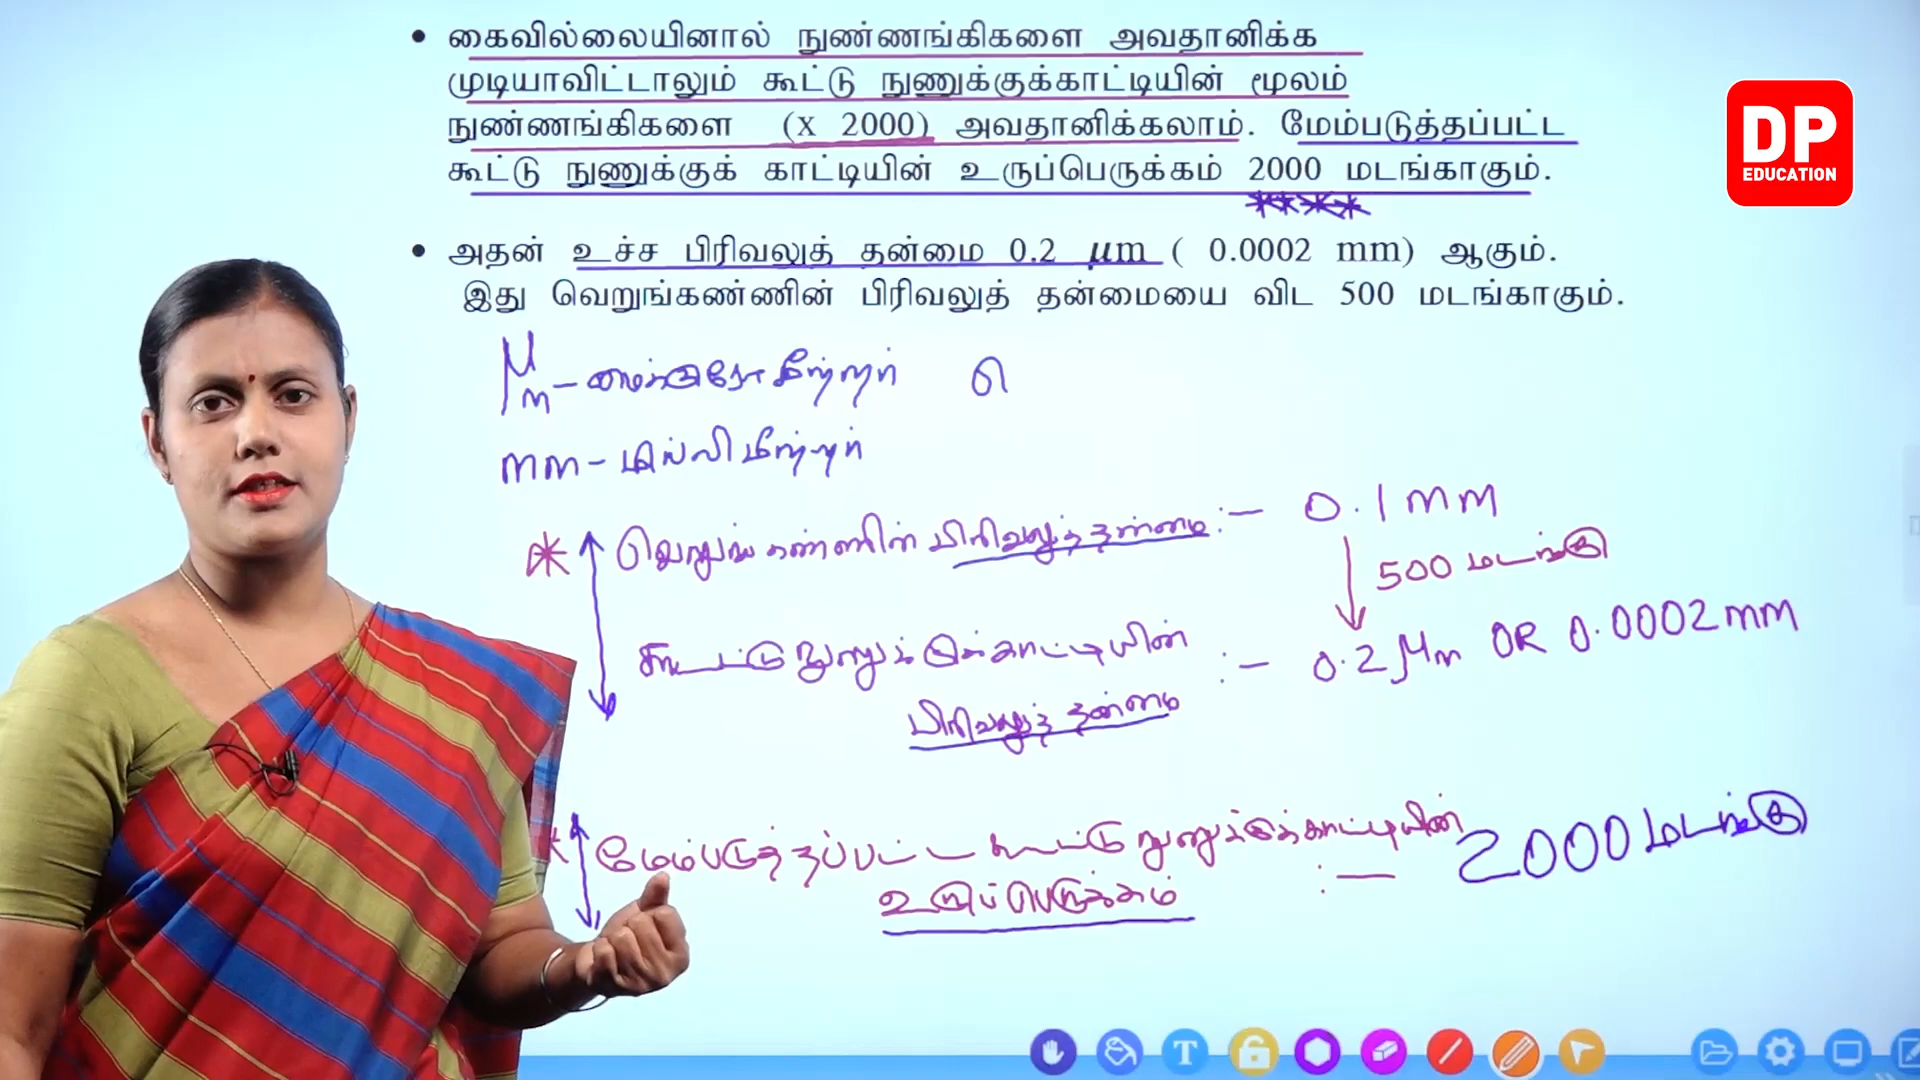 • கைவில்லையினால் நுண்ணங்கிகளை அவதானிக்க
முடியாவிட்டாலும் கூட்டு நுணுக்குக்காட்டியின் மூலம்
நுண்ணங்கிகளை (x 2000) அவதானிக்கலாம். மேம்படுத்தப்பட்ட
கூட்டு நுணுக்குக் காட்டியின் உருப்பெருக்கம் 2000 மடங்காகும்.
DP
EDUCATION
• அதன் உச்ச பிரிவலுத் தன்மை 0.2 μm ( 0.0002 mm) ஆகும்.
இது வெறுங்கண்ணின் பிரிவலுத் தன்மையை விட 500 மடங்காகும்.
μm – மைக்குரோ மீற்றர்
mm – மில்லி மீற்றர்
வெறுங் கண்ணின் பிரிவலுத் தன்மை :– 0.1 mm
500 மடங்கு
கூட்டு நுணுக்குக்காட்டியின் :– 0.2 μm OR 0.0002 mm
பிரிவலுத் தன்மை
மேம்படுத்தப்பட்ட கூட்டு நுணுக்குக்காட்டியின் :– 2000 மடங்கு
உருப்பெருக்கம்